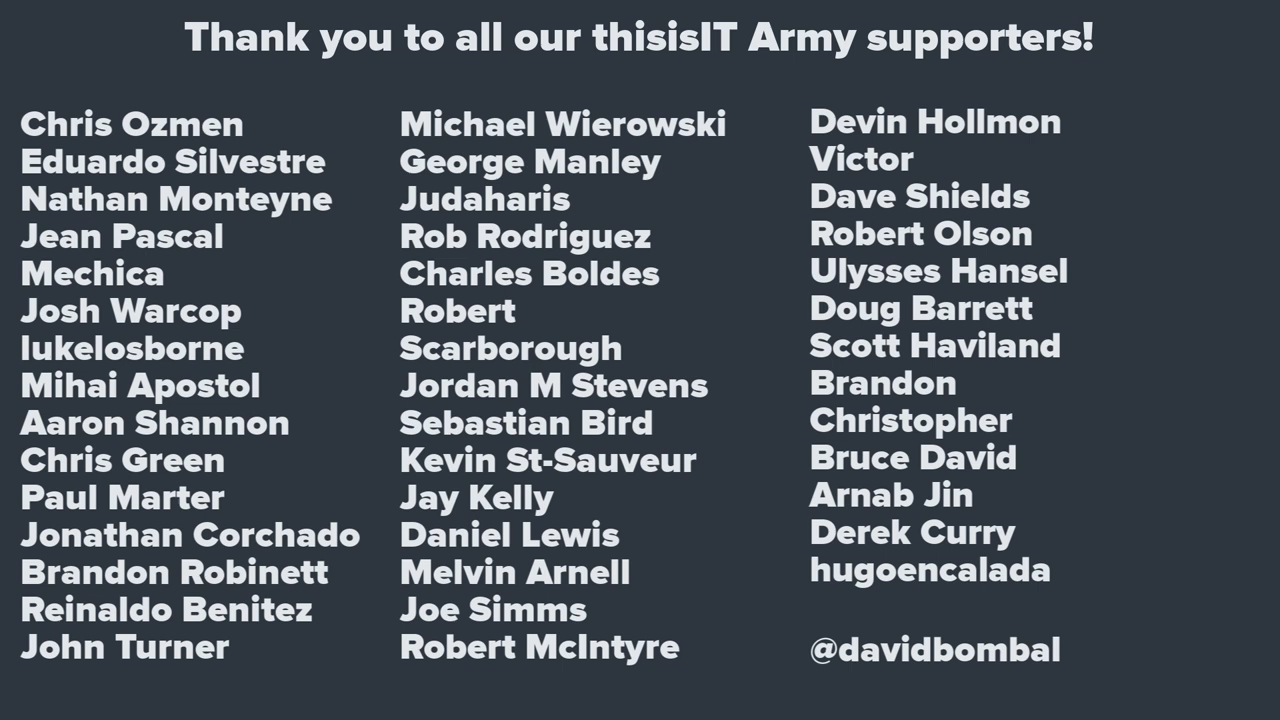 Thank you to all our thisisIT Army supporters!
Chris Ozmen
Eduardo Silvestre
Nathan Monteyne
Jean Pascal
Mechica
Josh Warcop
lukelosborne
Mihai Apostol
Aaron Shannon
Chris Green
Paul Marter
Jonathan Corchado
Brandon Robinett
Reinaldo Benitez
John Turner
Michael Wierowski
George Manley
Judaharis
Rob Rodriguez
Charles Boldes
Robert
Scarborough
Jordan M Stevens
Sebastian Bird
Kevin St-Sauveur
Jay Kelly
Daniel Lewis
Melvin Arnell
Joe Simms
Robert McIntyre
Devin Hollmon
Victor
Dave Shields
Robert Olson
Ulysses Hansel
Doug Barrett
Scott Haviland
Brandon
Christopher
Bruce David
Arnab Jin
Derek Curry
hugoencalada
@davidbombal